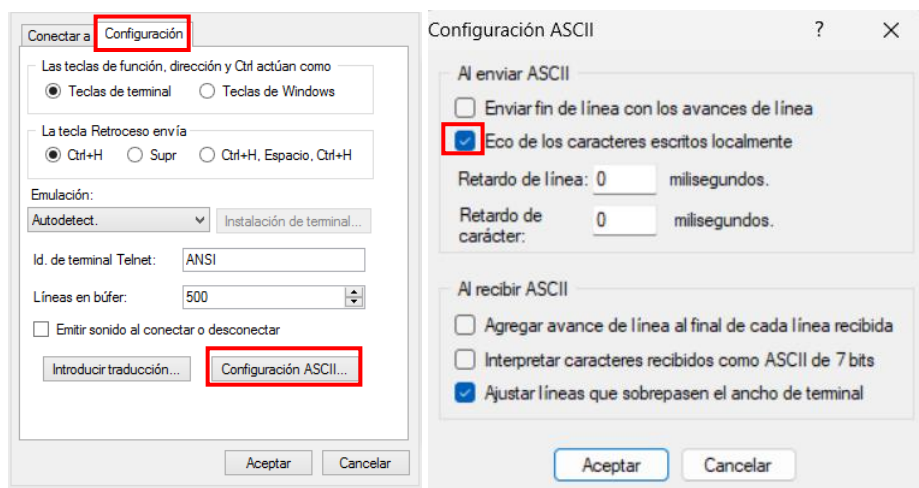 Conectar a
Configuración
Las teclas de función, dirección y Ctrl actúan como
Teclas de terminal
Teclas de Windows
La tecla Retroceso envía
Ctrl+H
Supr
Ctrl+H, Espacio, Ctrl+H
Emulación:
Autodetect.
Instalación de terminal...
Id. de terminal Telnet:
ANSI
Líneas en búfer:
500
Emitir sonido al conectar o desconectar
Introducir traducción...
Configuración ASCII...
Aceptar
Cancelar
Configuración ASCII
?
Al enviar ASCII
Enviar fin de línea con los avances de línea
Eco de los caracteres escritos localmente
Retardo de línea: 0 milisegundos.
Retardo de
carácter:
0 milisegundos.
Al recibir ASCII
Agregar avance de línea al final de cada línea recibida
Interpretar caracteres recibidos como ASCII de 7 bits
Ajustar líneas que sobrepasen el ancho de terminal
Aceptar
Cancelar